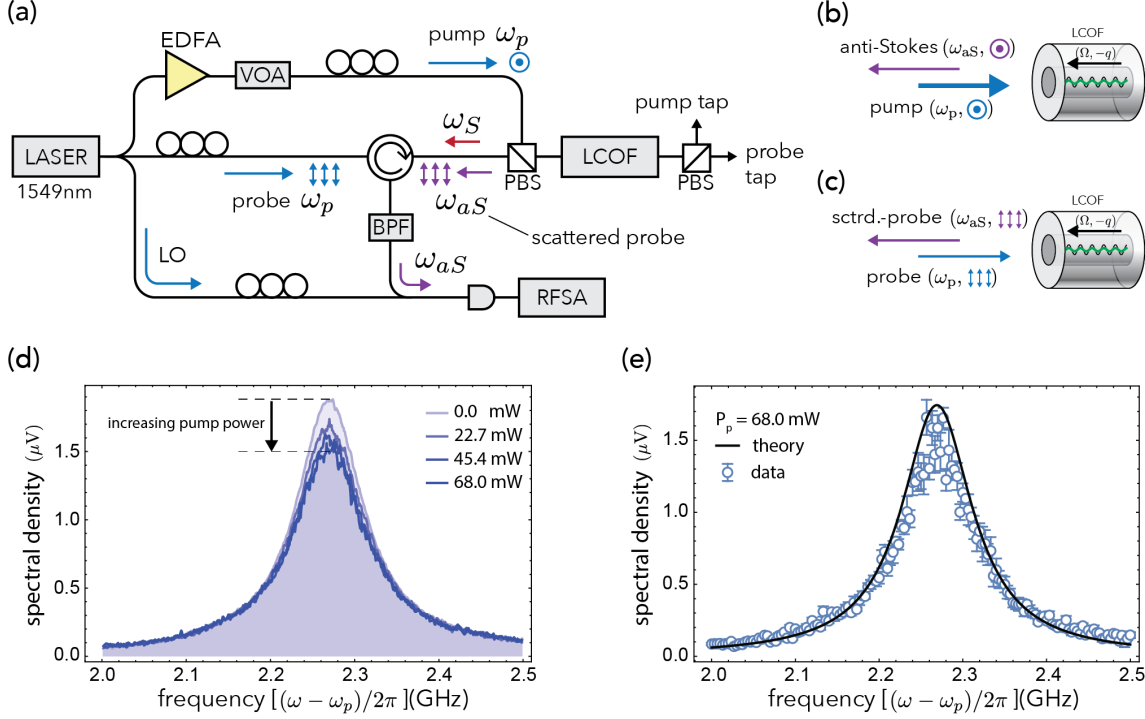 (a)
EDFA
VOA
pump ωp
LASER
1549nm
probe ωp
ωS
ωaS
scattered probe
PBS
LCOF
pump tap
PBS
probe tap
BPF
LO
ωaS
RFSA
(b)
LCOF
anti-Stokes (ωaS, ⊙)
(Ω, −q)
pump (ωp, ⊙)
(c)
LCOF
sctrd.-probe (ωaS, ↕↕↕)
(Ω, −q)
probe (ωp, ↕↕↕)
(d)
spectral density (μV)
1.5
1.0
0.5
0.0
increasing pump power
0.0 mW
22.7 mW
45.4 mW
68.0 mW
2.0 2.1 2.2 2.3 2.4 2.5
frequency [(ω − ωp)/2π](GHz)
(e)
spectral density (μV)
1.5
1.0
0.5
0.0
Pp = 68.0 mW
theory
data
2.0 2.1 2.2 2.3 2.4 2.5
frequency [(ω − ωp)/2π](GHz)